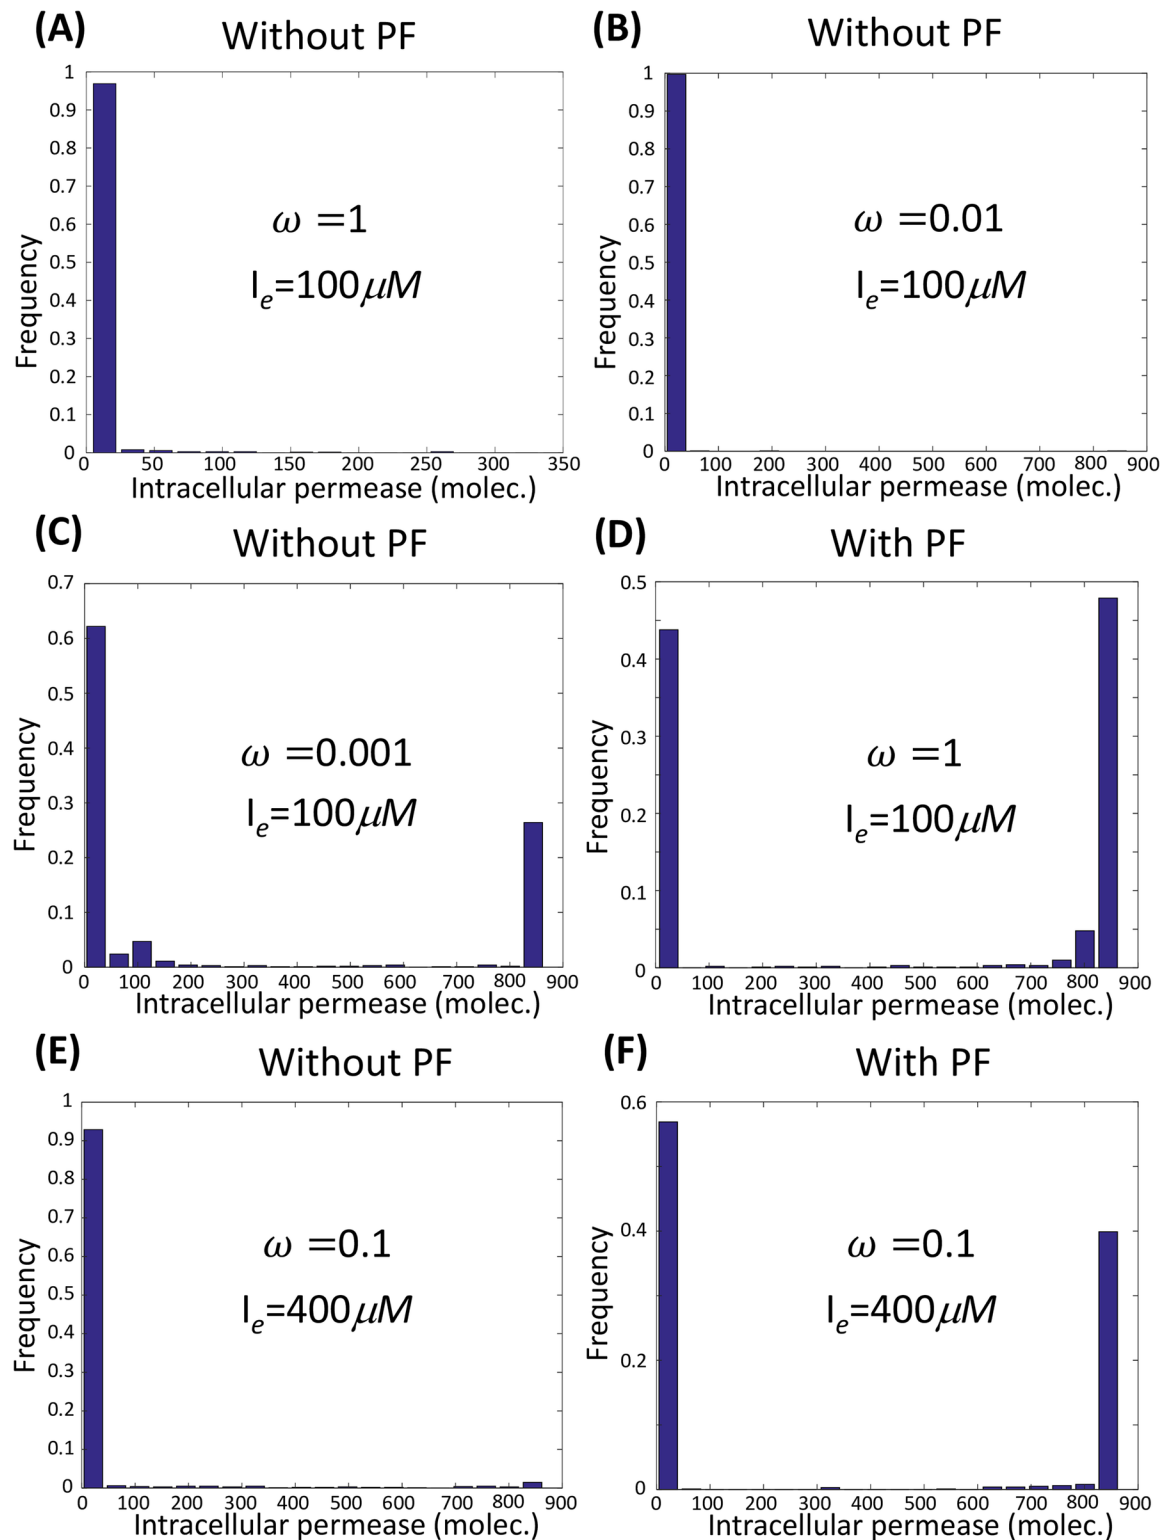 (A)
Without PF
1
0.9
0.8
0.7
0.6
0.5
0.4
0.3
0.2
0.1
0
Frequency
ω =1
Iₑ=100μM
0 50 100 150 200 250 300 350
Intracellular permease (molec.)
(B)
Without PF
1
0.9
0.8
0.7
0.6
0.5
0.4
0.3
0.2
0.1
0
Frequency
ω =0.01
Iₑ=100μM
0 100 200 300 400 500 600 700 800 900
Intracellular permease (molec.)
(C)
Without PF
0.7
0.6
0.5
0.4
0.3
0.2
0.1
0
Frequency
ω =0.001
Iₑ=100μM
0 100 200 300 400 500 600 700 800 900
Intracellular permease (molec.)
(D)
With PF
0.5
0.4
0.3
0.2
0.1
0
Frequency
ω =1
Iₑ=100μM
0 100 200 300 400 500 600 700 800 900
Intracellular permease (molec.)
(E)
Without PF
1
0.9
0.8
0.7
0.6
0.5
0.4
0.3
0.2
0.1
0
Frequency
ω =0.1
Iₑ=400μM
0 100 200 300 400 500 600 700 800 900
Intracellular permease (molec.)
(F)
With PF
0.6
0.4
0.2
0
Frequency
ω =0.1
Iₑ=400μM
0 100 200 300 400 500 600 700 800 900
Intracellular permease (molec.)